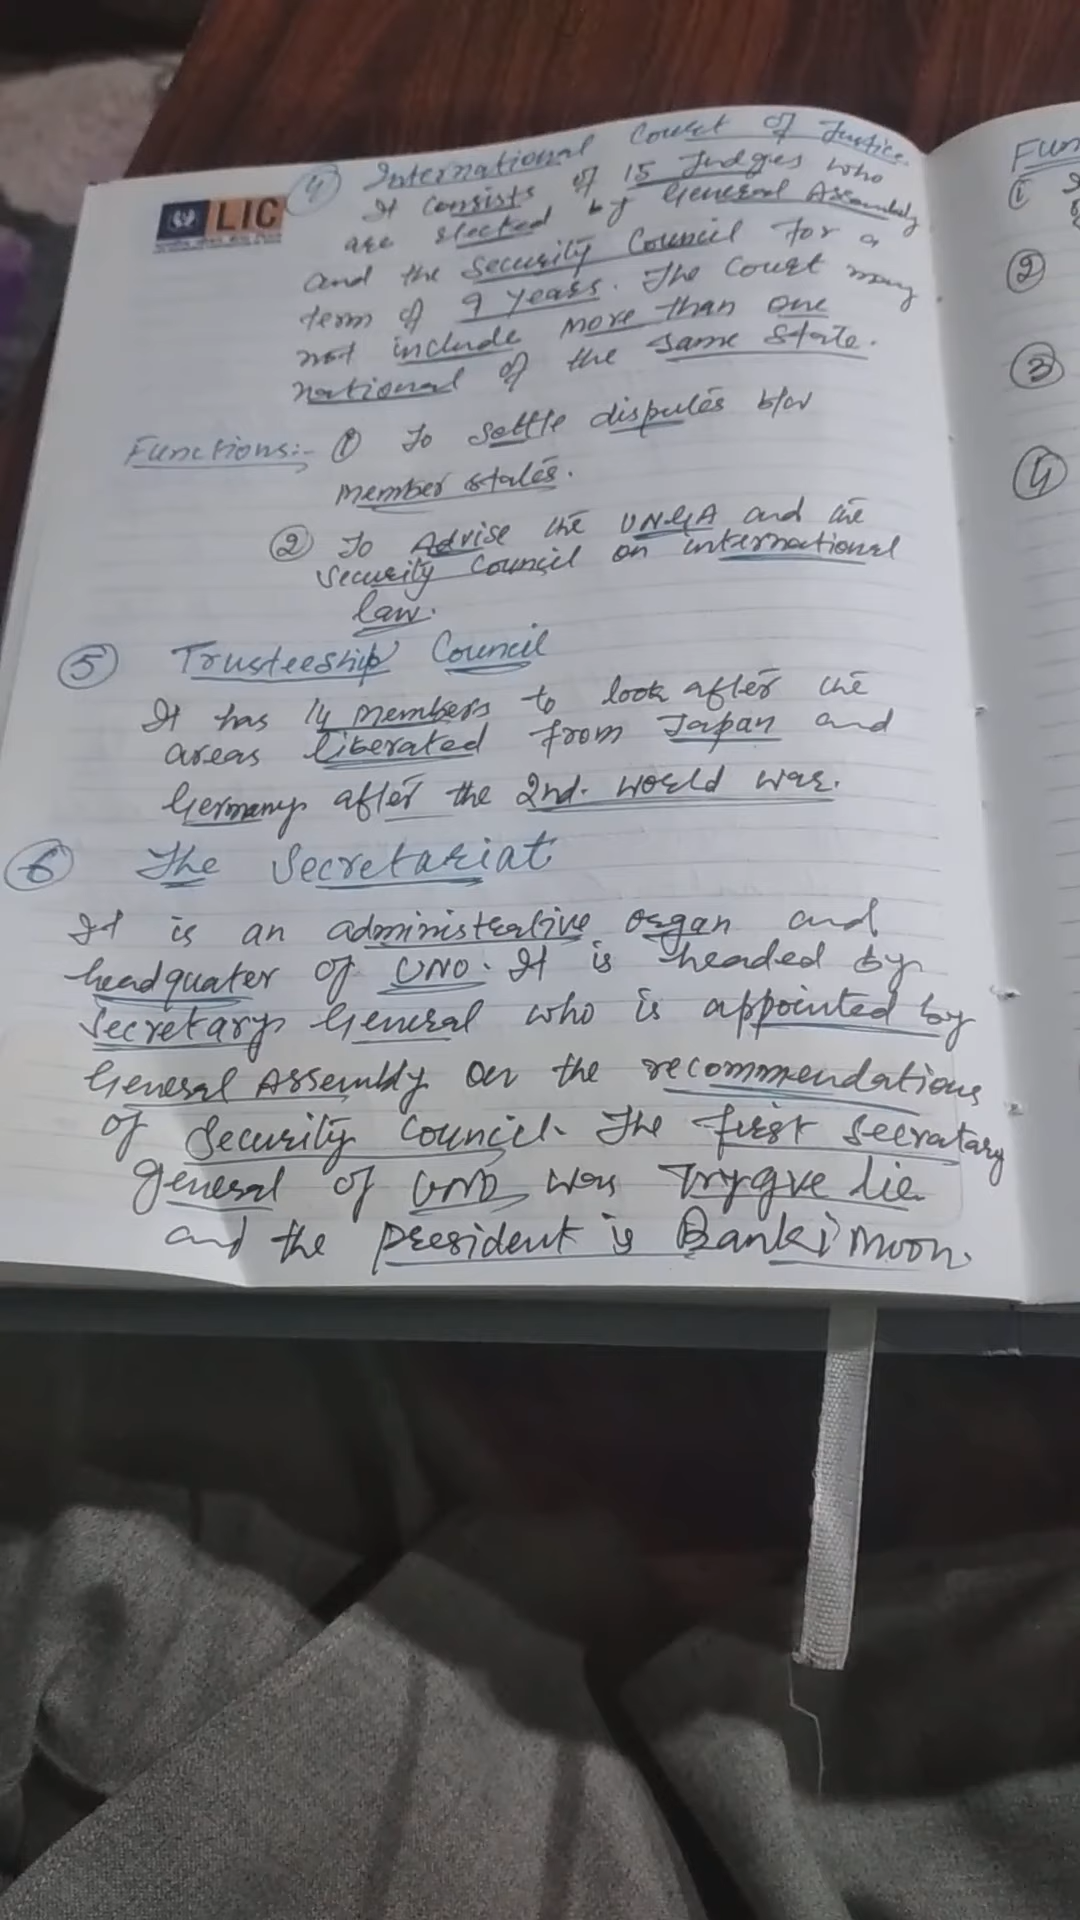 4) International Court of Justice
LIC
It consists of 15 Judges who
are elected by General Assembly
and the Security Council for a
term of 9 years. The Court may
not include more than one
national of the same state.
Functions:- ① To settle disputes b/w
member states.
② To Advise the UNGA and the
Security Council on international
law.
⑤ Trusteeship Council
It has 14 members to look after the
areas liberated from Japan and
Germany after the 2nd. world war.
⑥ The Secretariat
It is an administrative organ and
headquater of UNO. It is headed by
Secretary General who is appointed by
General Assembly on the recommendations
of Security Council. The first Secratary
general of UNO was Trygve lie
and the president is Banki moon.
Fun
①
②
③
④